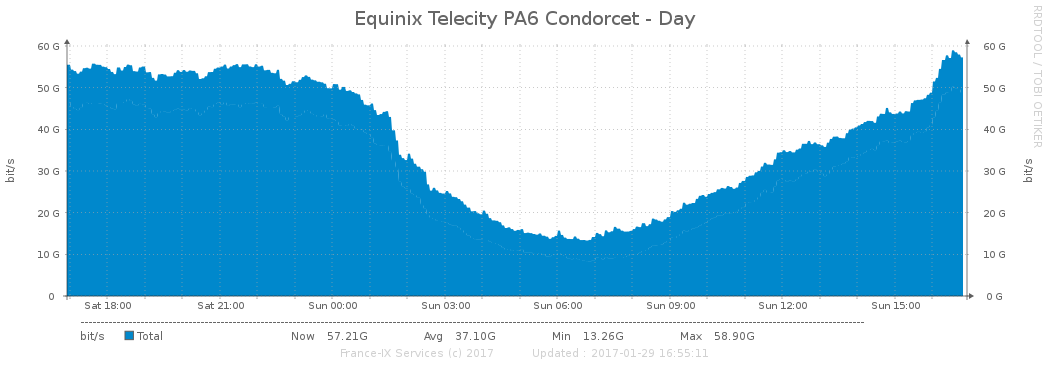 Equinix Telecity PA6 Condorcet - Day
RRDTOOL / TOBI OETIKER
60 G 60 G
50 G 50 G
40 G 40 G
30 G 30 G
20 G 20 G
10 G 10 G
0 0 G
bit/s bit/s
Sat 18:00 Sat 21:00 Sun 00:00 Sun 03:00 Sun 06:00 Sun 09:00 Sun 12:00 Sun 15:00
bit/s Total Now 57.21G Avg 37.10G Min 13.26G Max 58.90G
France-IX Services (c) 2017 Updated : 2017-01-29 16:55:11